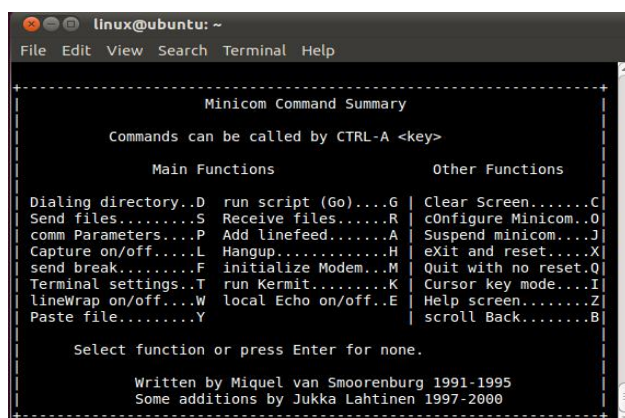 linux@ubuntu: ~
File Edit View Search Terminal Help
+-----------------------------------------------------------------------+
Minicom Command Summary
Commands can be called by CTRL-A <key>
Main Functions Other Functions
Dialing directory..D run script (Go)....G | Clear Screen.......C
Send files.........S Receive files......R | cOnfigure Minicom..O
comm Parameters....P Add linefeed.......A | Suspend minicom....J
Capture on/off.....L Hangup.............H | eXit and reset.....X
send break.........F initialize Modem...M | Quit with no reset.Q
Terminal settings..T run Kermit.........K | Cursor key mode....I
lineWrap on/off....W local Echo on/off..E | Help screen........Z
Paste file.........Y | scroll Back........B
Select function or press Enter for none.
Written by Miquel van Smoorenburg 1991-1995
Some additions by Jukka Lahtinen 1997-2000
+-----------------------------------------------------------------------+